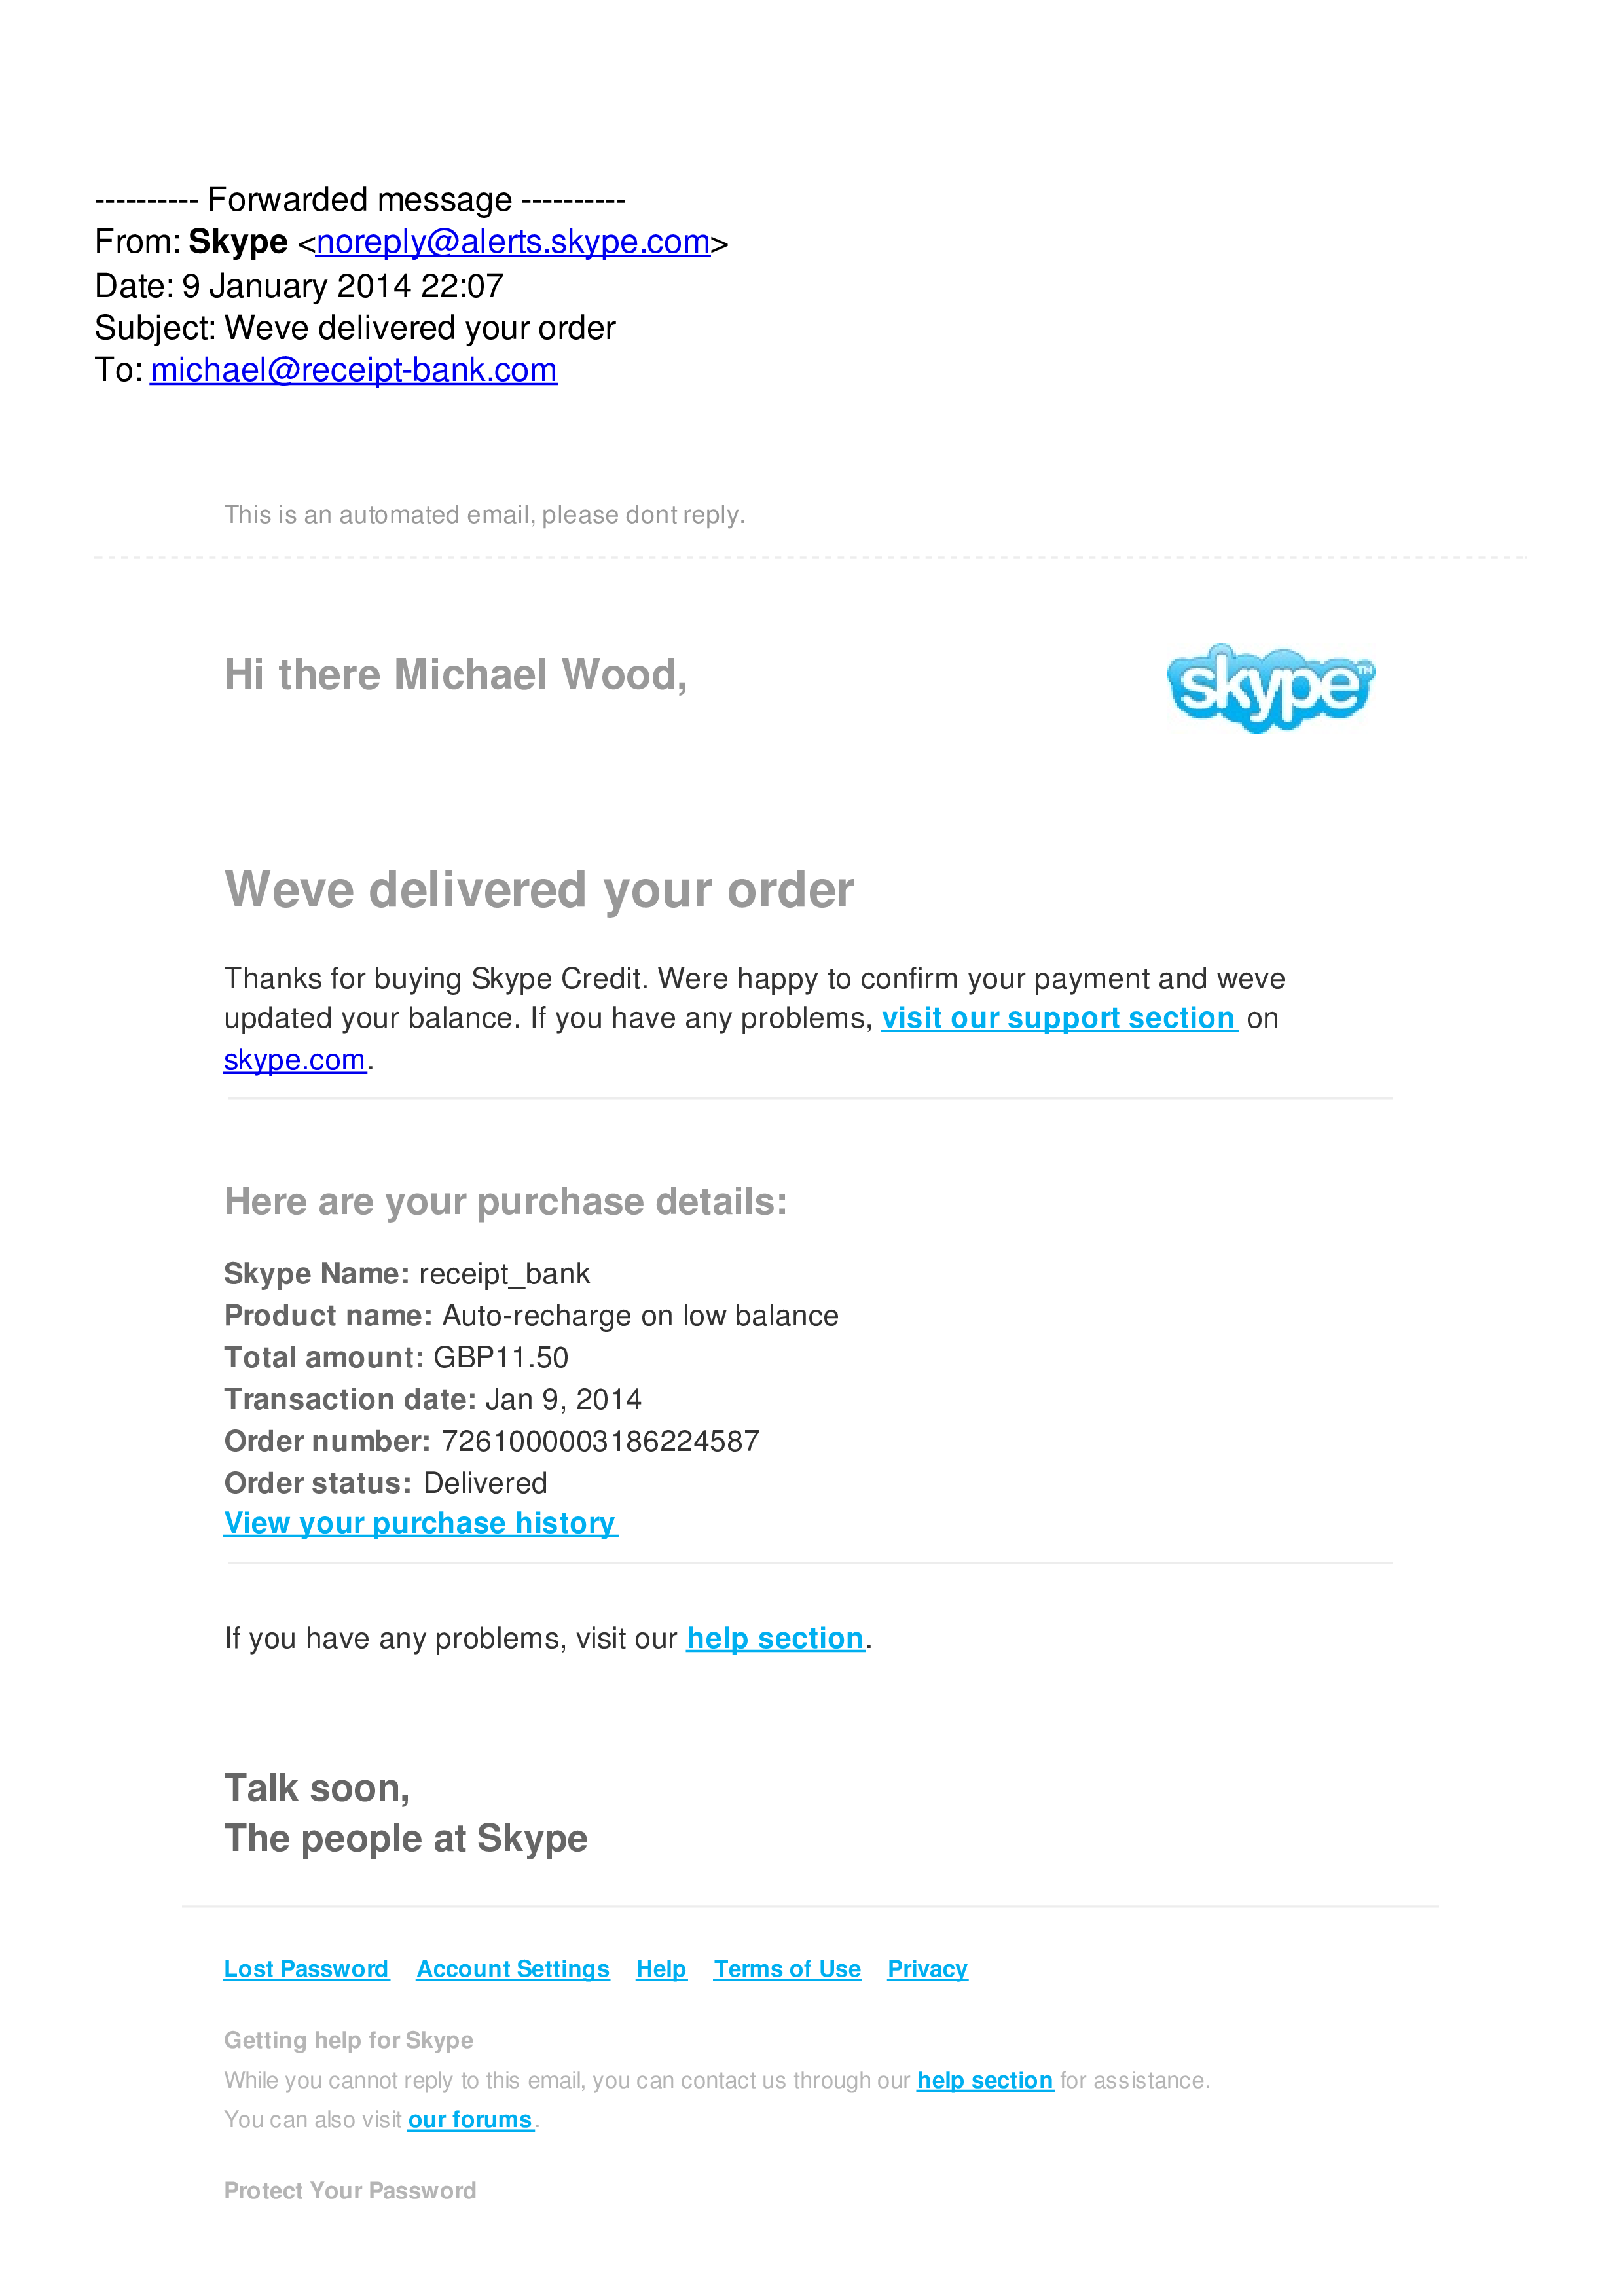 ---------- Forwarded message ----------
From: Skype <noreply@alerts.skype.com>
Date: 9 January 2014 22:07
Subject: Weve delivered your order
To: michael@receipt-bank.com
This is an automated email, please dont reply.
Hi there Michael Wood,
skype™
Weve delivered your order
Thanks for buying Skype Credit. Were happy to confirm your payment and weve
updated your balance. If you have any problems, visit our support section on
skype.com.
Here are your purchase details:
Skype Name: receipt_bank
Product name: Auto-recharge on low balance
Total amount: GBP11.50
Transaction date: Jan 9, 2014
Order number: 7261000003186224587
Order status: Delivered
View your purchase history
If you have any problems, visit our help section.
Talk soon,
The people at Skype
Lost Password Account Settings Help Terms of Use Privacy
Getting help for Skype
While you cannot reply to this email, you can contact us through our help section for assistance.
You can also visit our forums.
Protect Your Password